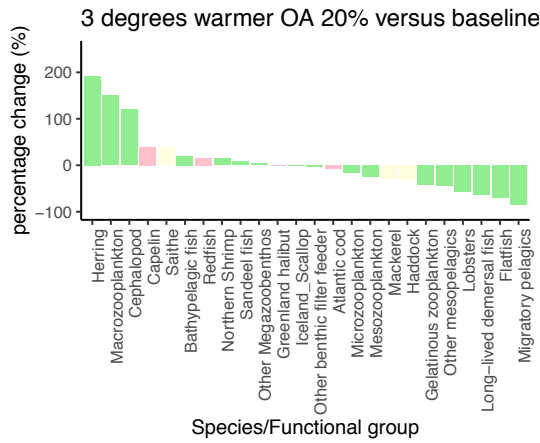 3 degrees warmer OA 20% versus baseline
percentage change (%)
200
100
0
−100
Herring
Macrozooplankton
Cephalopod
Capelin
Saithe
Bathypelagic fish
Redfish
Northern Shrimp
Sandeel fish
Other Megazoobenthos
Greenland halibut
Iceland_Scallop
Other benthic filter feeder
Atlantic cod
Microzooplankton
Mesozooplankton
Mackerel
Haddock
Gelatinous zooplankton
Other mesopelagics
Lobsters
Long−lived demersal fish
Flatfish
Migratory pelagics
Species/Functional group